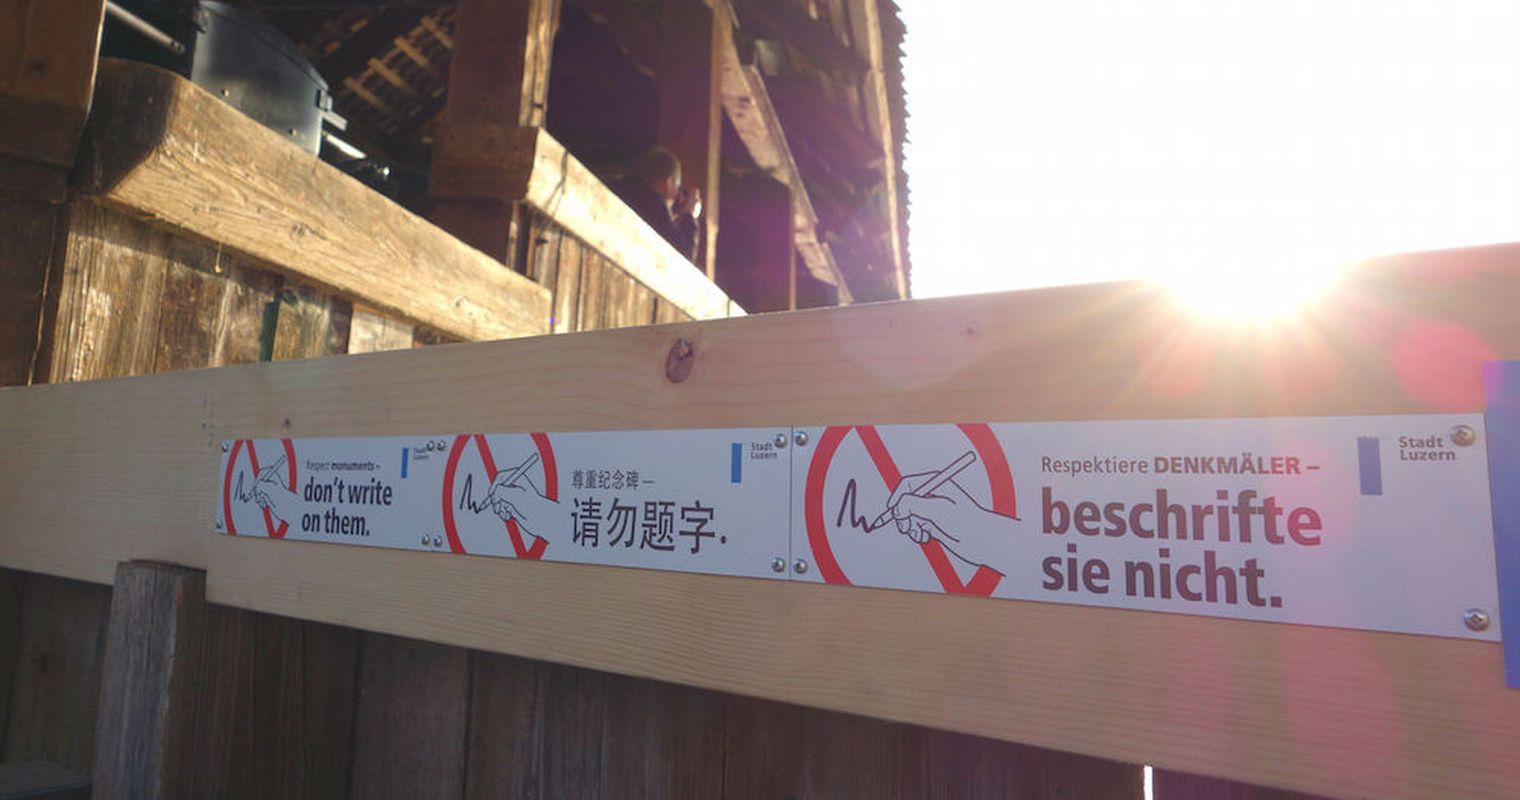 Respect monuments –
don't write
on them.
Stadt
Luzern
尊重纪念碑 —
请勿题字.
Stadt
Luzern
Respektiere DENKMÄLER –
beschrifte
sie nicht.
Stadt
Luzern